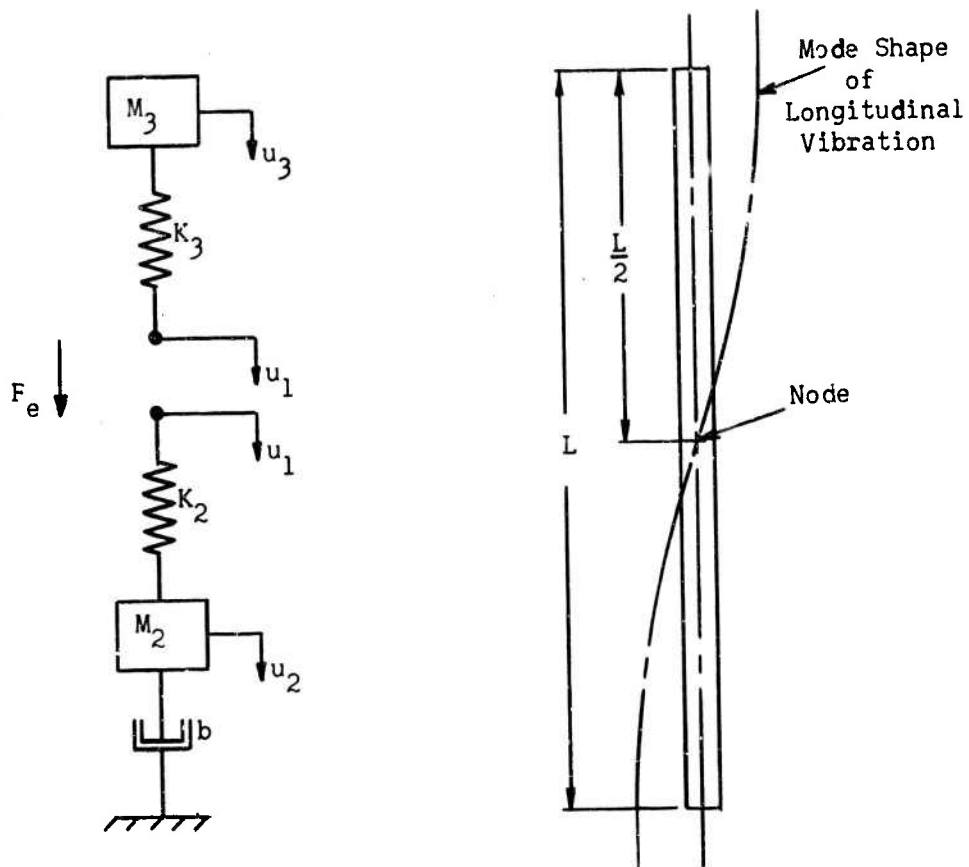 M3
u3
K3
u1
Fe
u1
K2
M2
u2
b
Mode Shape
of
Longitudinal
Vibration
L/2
Node
L